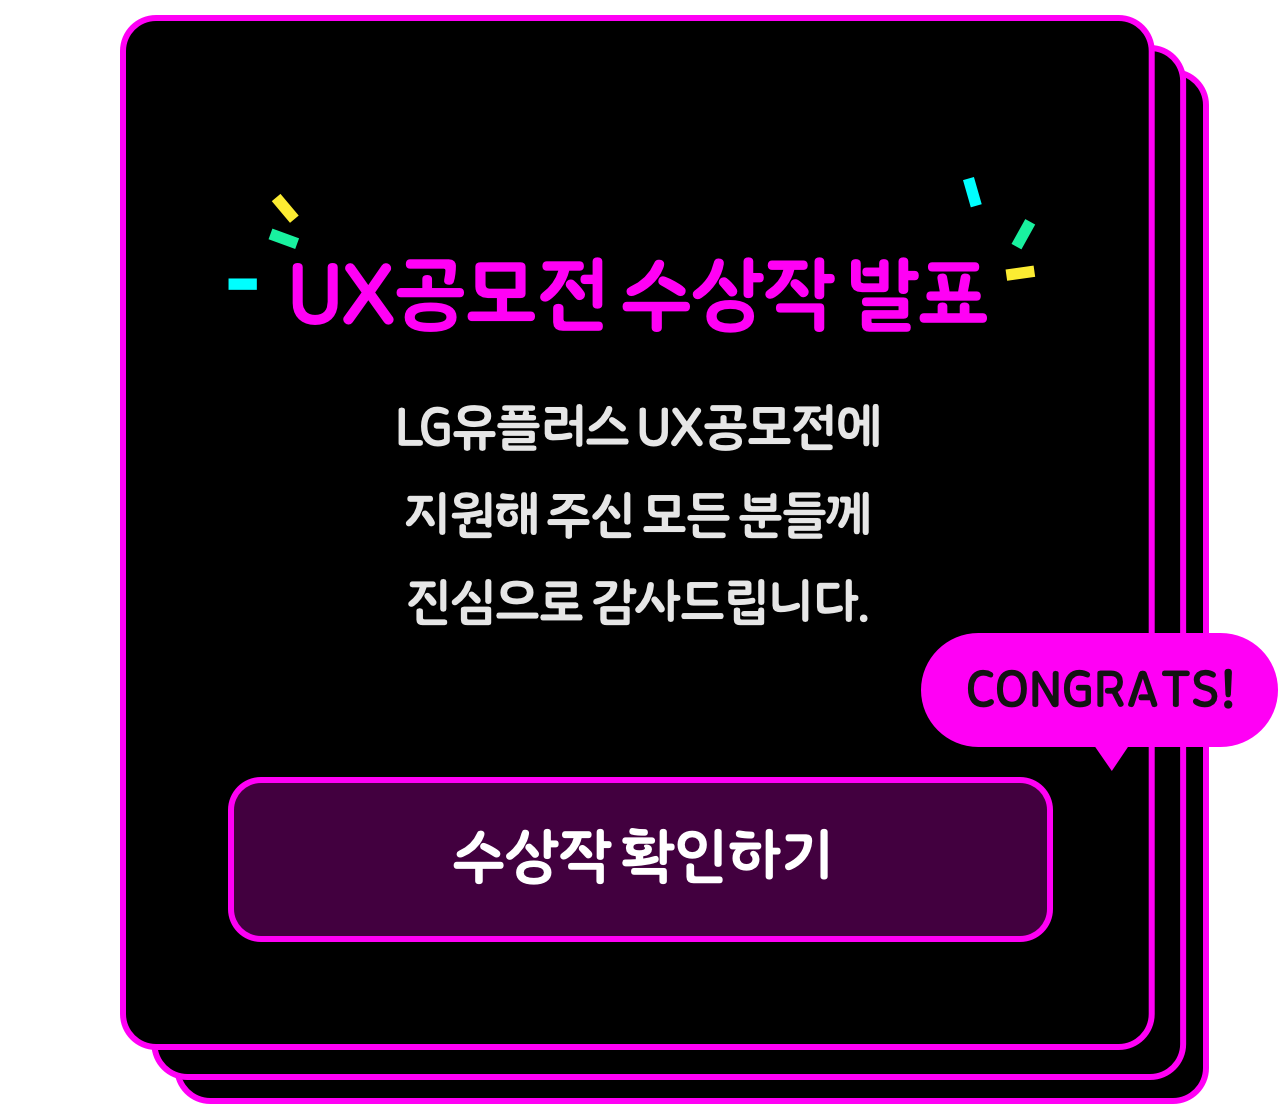 UX공모전 수상작 발표
LG유플러스 UX공모전에
지원해 주신 모든 분들께
진심으로 감사드립니다.
CONGRATS!
수상작 확인하기